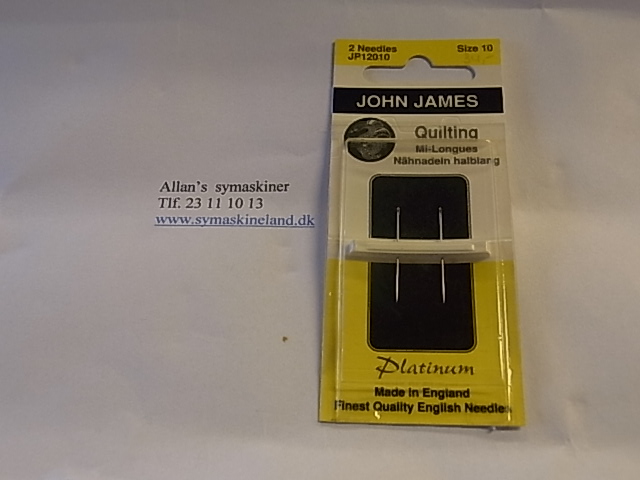 Allan's symaskiner
Tlf. 23 11 10 13
www.symaskineland.dk
2 Needles Size 10
JP12010
JOHN JAMES
Quilting
Mi-Longues
Nähnadeln halblang
Platinum
Made in England
Finest Quality English Needles